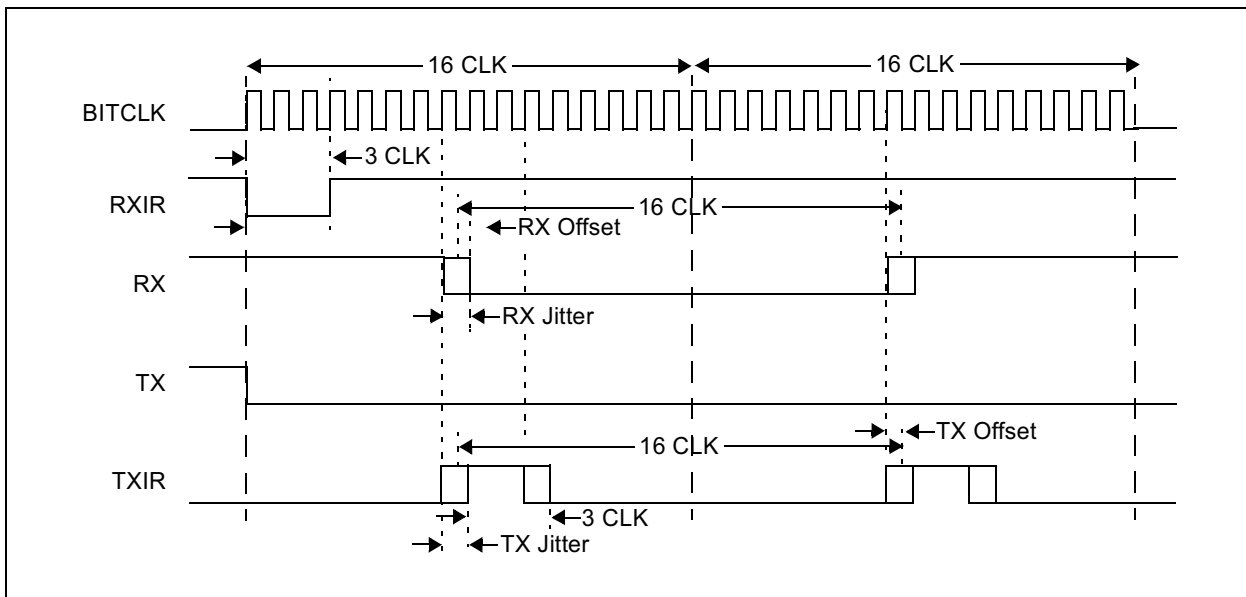 16 CLK
16 CLK
BITCLK
3 CLK
RXIR
16 CLK
RX Offset
RX
RX Jitter
TX
TX Offset
16 CLK
TXIR
3 CLK
TX Jitter